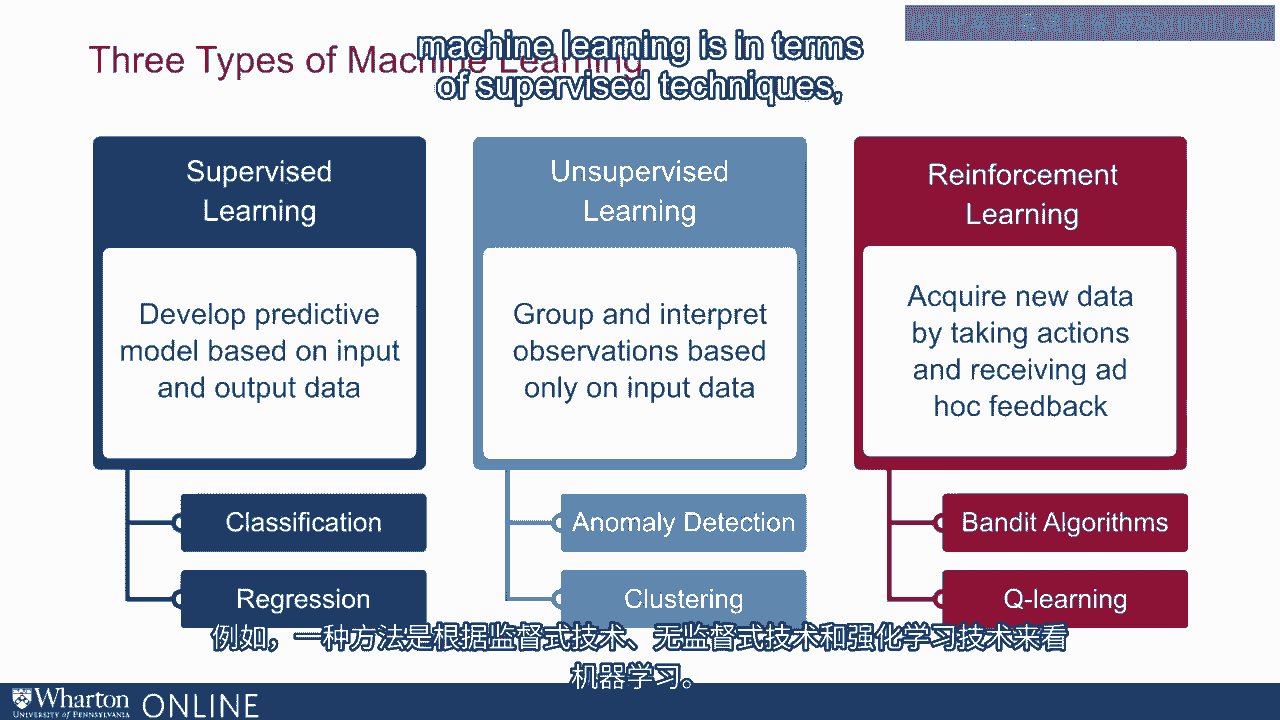 Three Types of Machine Learning
machine learning is in terms
of supervised techniques,
Supervised
Learning
Develop predictive
model based on input
and output data
Classification
Regression
Unsupervised
Learning
Group and interpret
observations based
only on input data
Anomaly Detection
Clustering
Reinforcement
Learning
Acquire new data
by taking actions
and receiving ad
hoc feedback
Bandit Algorithms
Q-learning
例如，一种方法是根据监督式技术、无监督式技术和强化学习技术来看
机器学习。
Wharton
UNIVERSITY of PENNSYLVANIA
ONLINE